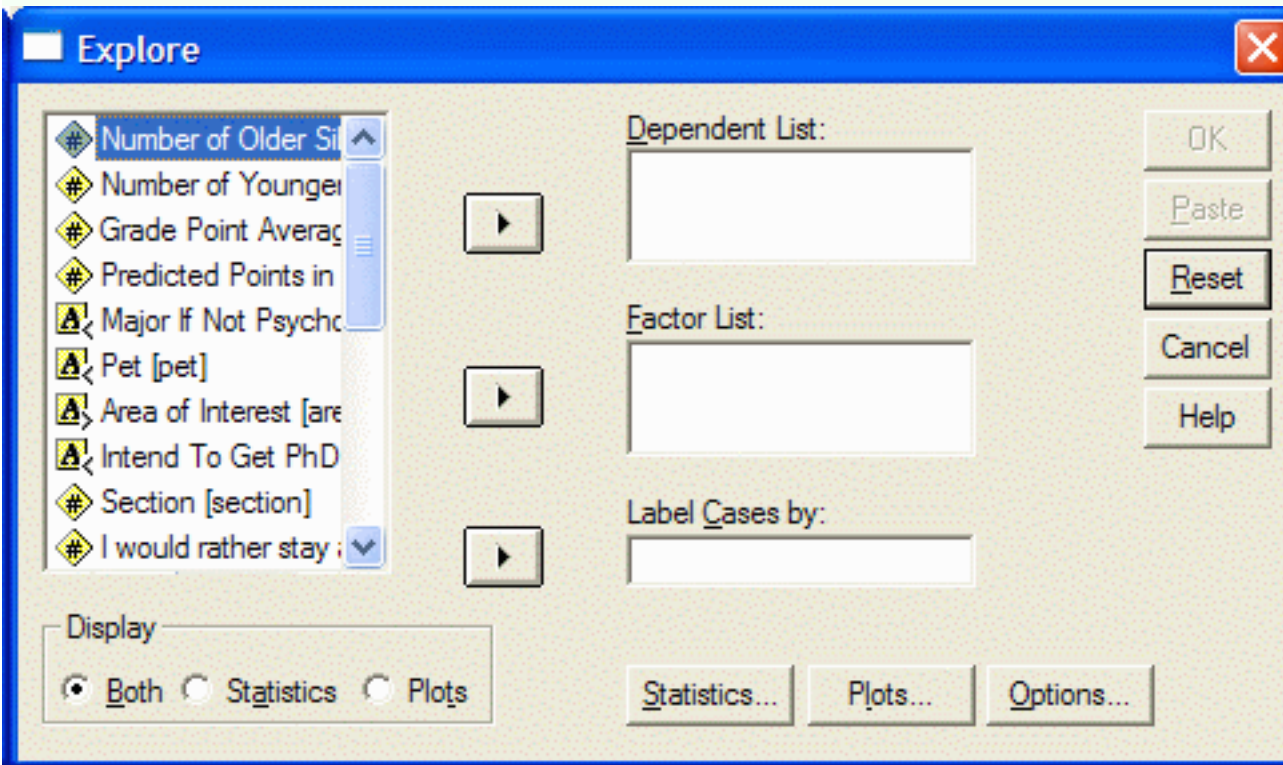 Explore
Number of Older Sil
Number of Younger
Grade Point Averag
Predicted Points in
Major If Not Psycho
Pet [pet]
Area of Interest [are
Intend To Get PhD
Section [section]
I would rather stay a
Display
Both
Statistics
Plots
Dependent List:
Factor List:
Label Cases by:
Statistics...
Plots...
Options...
OK
Paste
Reset
Cancel
Help